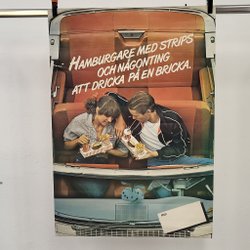 HAMBURGARE MED STRIPS
OCH NÅGONTING
ATT DRICKA PÅ EN BRICKA.